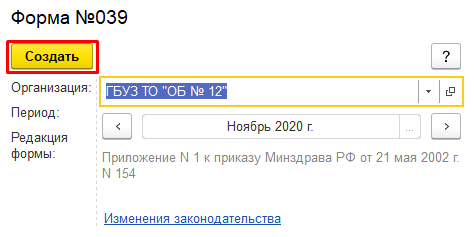 Форма №039
Создать
?
Организация: ГБУЗ ТО "ОБ № 12"
Период: < Ноябрь 2020 г. ... >
Редакция формы:
Приложение N 1 к приказу Минздрава РФ от 21 мая 2002 г.
N 154
Изменения законодательства